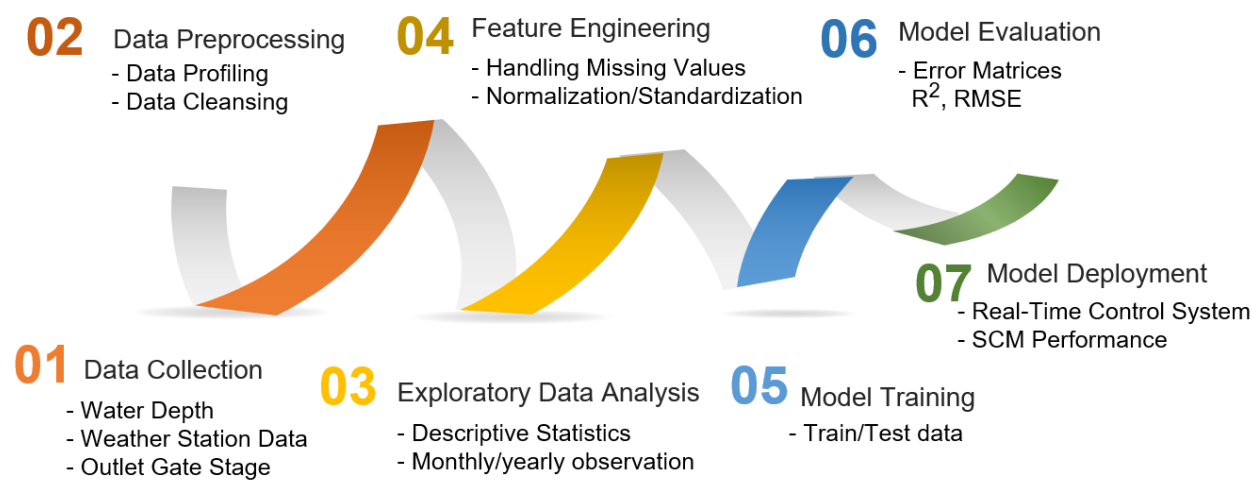 01 Data Collection
- Water Depth
- Weather Station Data
- Outlet Gate Stage
02 Data Preprocessing
- Data Profiling
- Data Cleansing
03 Exploratory Data Analysis
- Descriptive Statistics
- Monthly/yearly observation
04 Feature Engineering
- Handling Missing Values
- Normalization/Standardization
05 Model Training
- Train/Test data
06 Model Evaluation
- Error Matrices
R², RMSE
07 Model Deployment
- Real-Time Control System
- SCM Performance